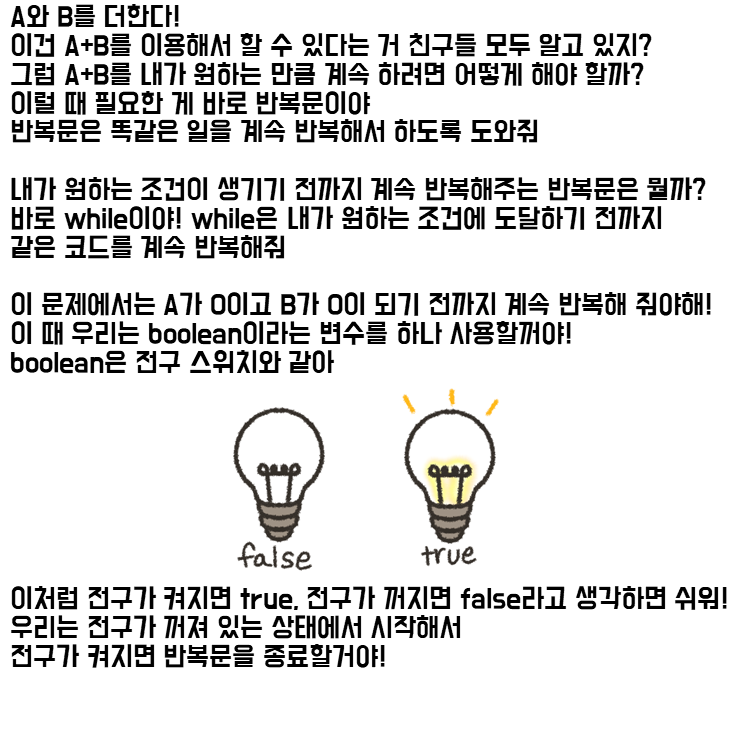 A와 B를 더한다!
이건 A+B를 이용해서 할 수 있다는 거 친구들 모두 알고 있지?
그럼 A+B를 내가 원하는 만큼 계속 하려면 어떻게 해야 할까?
이럴 때 필요한 게 바로 반복문이야
반복문은 똑같은 일을 계속 반복해서 하도록 도와줘
내가 원하는 조건이 생기기 전까지 계속 반복해주는 반복문은 뭘까?
바로 while이야! while은 내가 원하는 조건에 도달하기 전까지
같은 코드를 계속 반복해줘
이 문제에서는 A가 0이고 B가 0이 되기 전까지 계속 반복해 줘야해!
이 때 우리는 boolean이라는 변수를 하나 사용할꺼야!
boolean은 전구 스위치와 같아
false true
이처럼 전구가 켜지면 true, 전구가 꺼지면 false라고 생각하면 쉬워!
우리는 전구가 꺼져 있는 상태에서 시작해서
전구가 켜지면 반복문을 종료할거야!